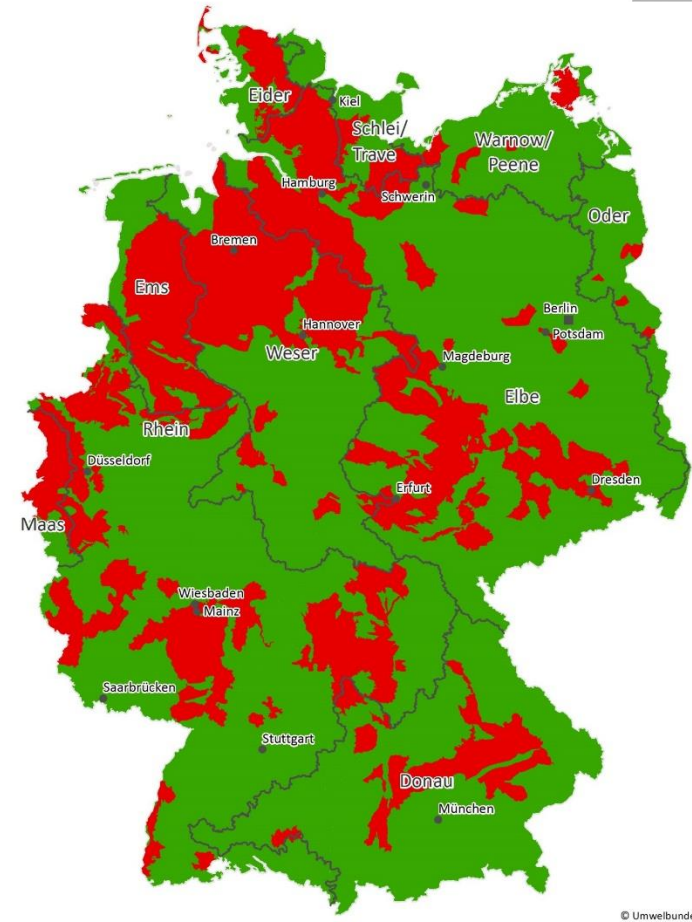 Eider
Kiel
Schlei/
Trave
Warnow/
Peene
Hamburg
Schwerin
Oder
Bremen
Ems
Berlin
Hannover
Potsdam
Weser
Magdeburg
Elbe
Rhein
Düsseldorf
Erfurt
Dresden
Maas
Wiesbaden
Mainz
Saarbrücken
Stuttgart
Donau
München
© Umwelbunde